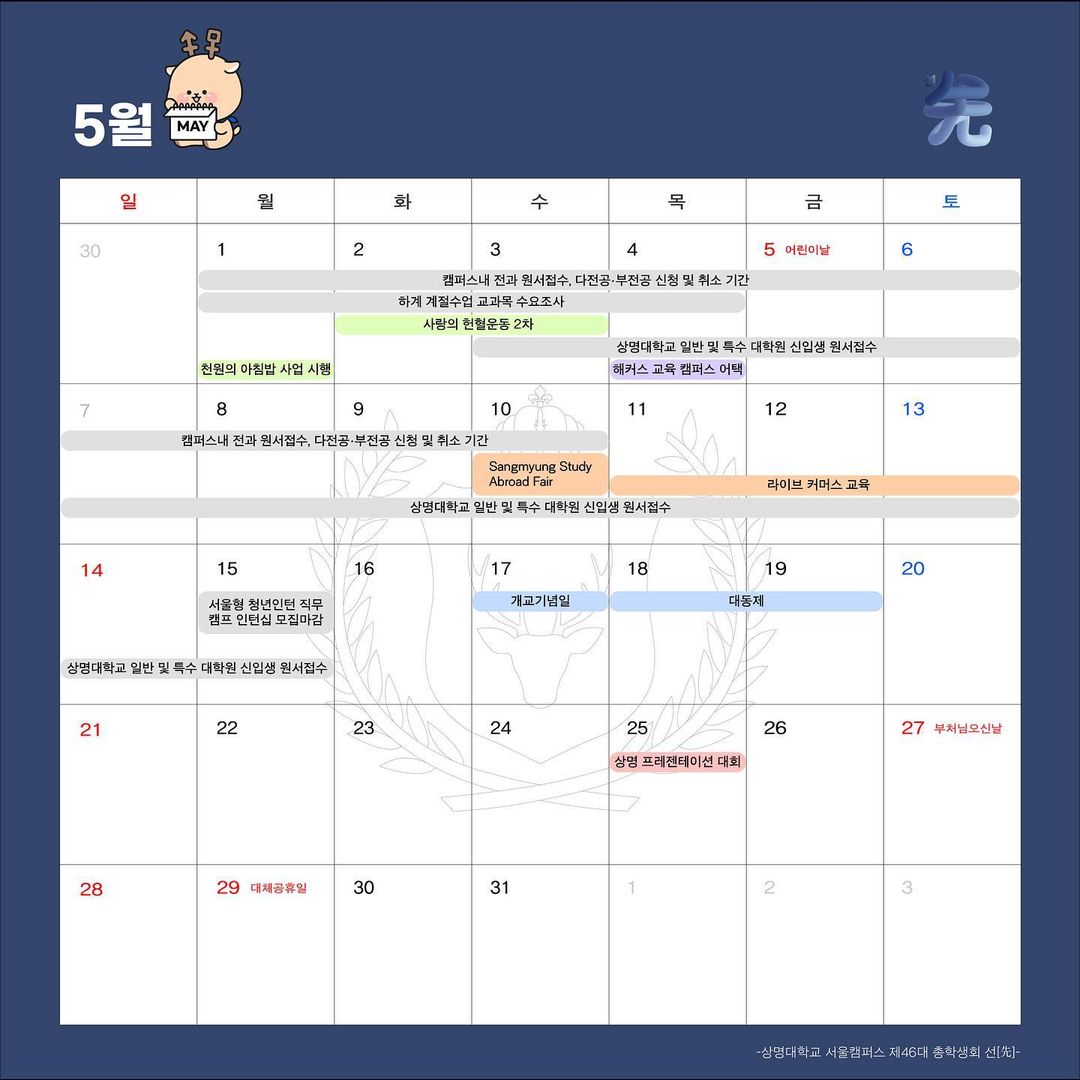 5월
MAY
先
일 월 화 수 목 금 토
30 1 2 3 4 5 어린이날 6
캠퍼스내 전과 원서접수, 다전공·부전공 신청 및 취소 기간
하계 계절수업 교과목 수요조사
사랑의 헌혈운동 2차
상명대학교 일반 및 특수 대학원 신입생 원서접수
천원의 아침밥 사업 시행 해커스 교육 캠퍼스 어택
7 8 9 10 11 12 13
캠퍼스내 전과 원서접수, 다전공·부전공 신청 및 취소 기간
Sangmyung Study
Abroad Fair
라이브 커머스 교육
상명대학교 일반 및 특수 대학원 신입생 원서접수
14 15 16 17 18 19 20
서울형 청년인턴 직무
캠프 인턴십 모집마감
개교기념일 대동제
상명대학교 일반 및 특수 대학원 신입생 원서접수
21 22 23 24 25 26 27 부처님오신날
상명 프레젠테이션 대회
28 29 대체공휴일 30 31 1 2 3
-상명대학교 서울캠퍼스 제46대 총학생회 선[先]-